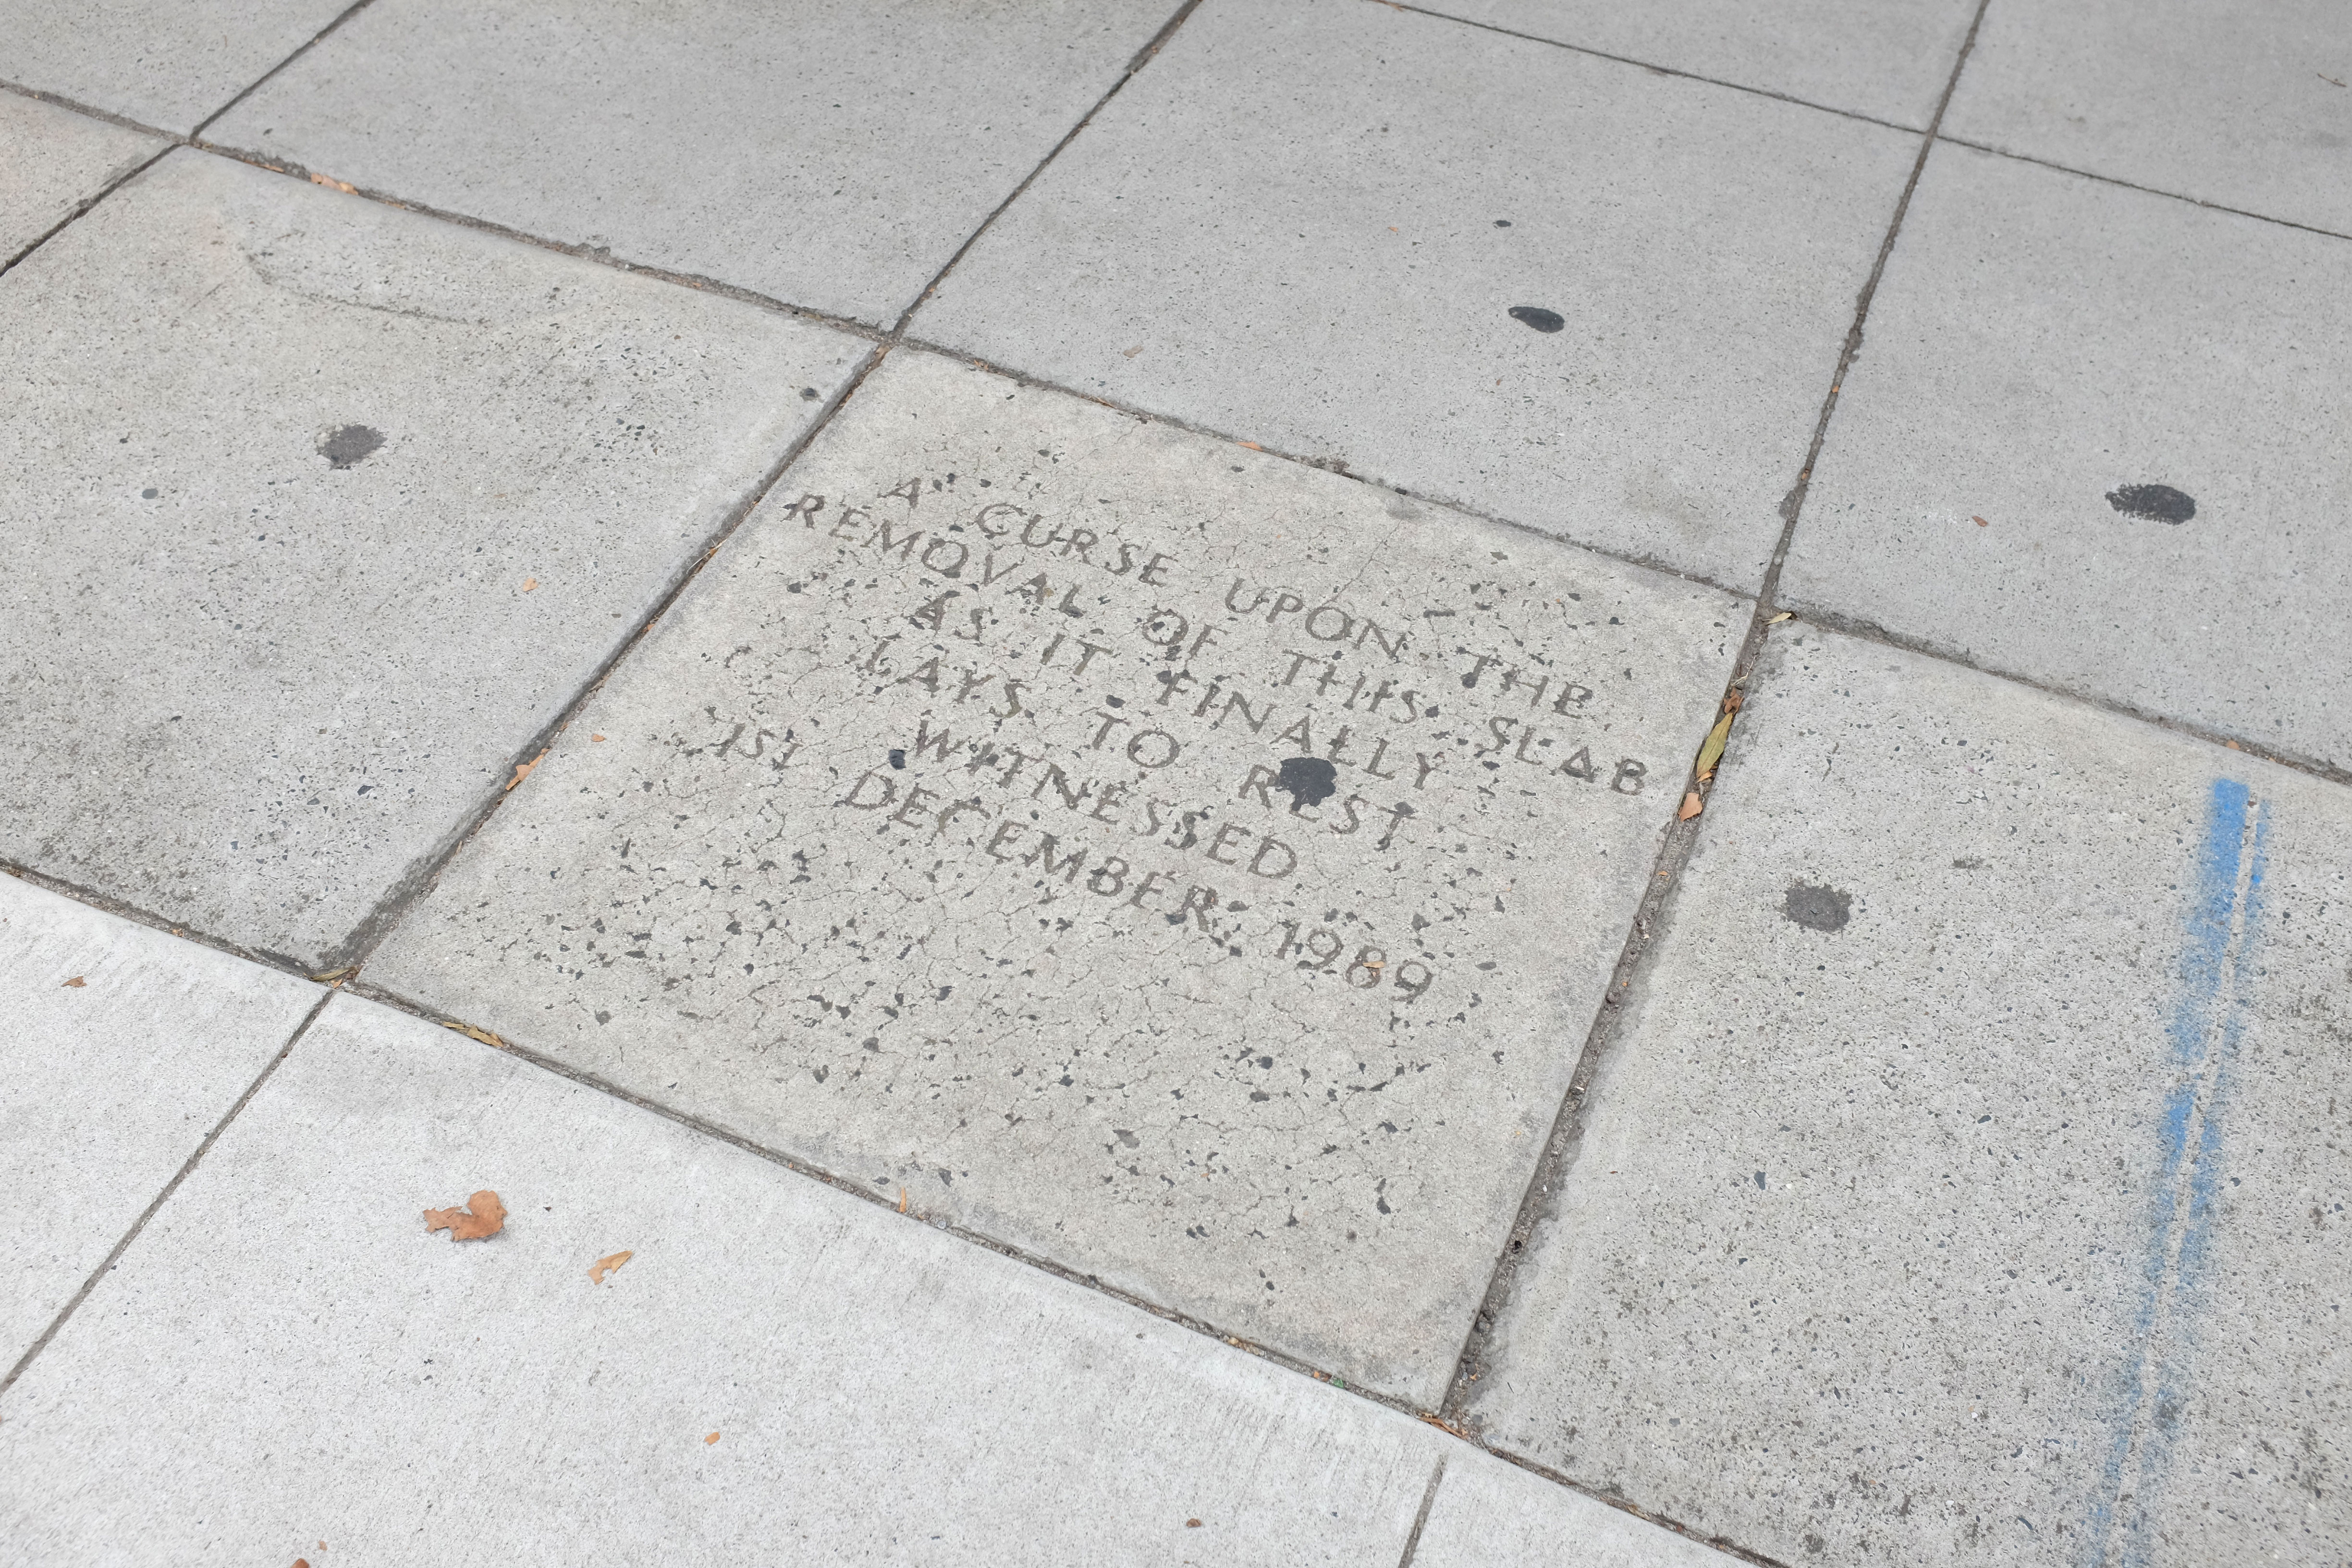 A CURSE UPON THE
REMOVAL OF THIS SLAB
AS IT FINALLY
LAYS TO REST
WITNESSED
1ST DECEMBER, 1989